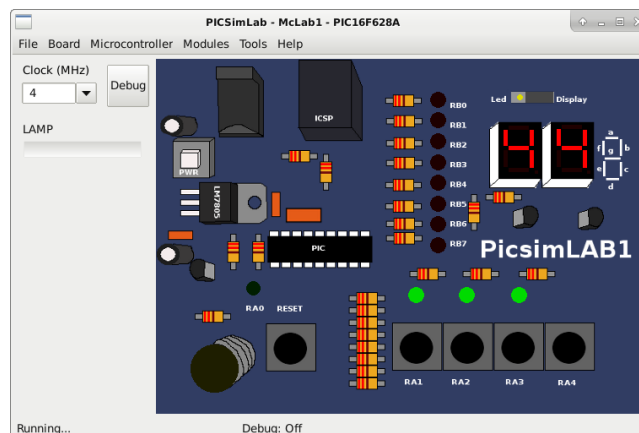 PICSimLab - McLab1 - PIC16F628A
File Board Microcontroller Modules Tools Help
Clock (MHz)
4
Debug
LAMP
ICSP
PWR
LM7805
PIC
RB0
RB1
RB2
RB3
RB4
RB5
RB6
RB7
Led
Display
4 4
a
f
g
b
e
c
d
PicsimLAB1
RA0
RESET
RA1
RA2
RA3
RA4
Running...
Debug: Off